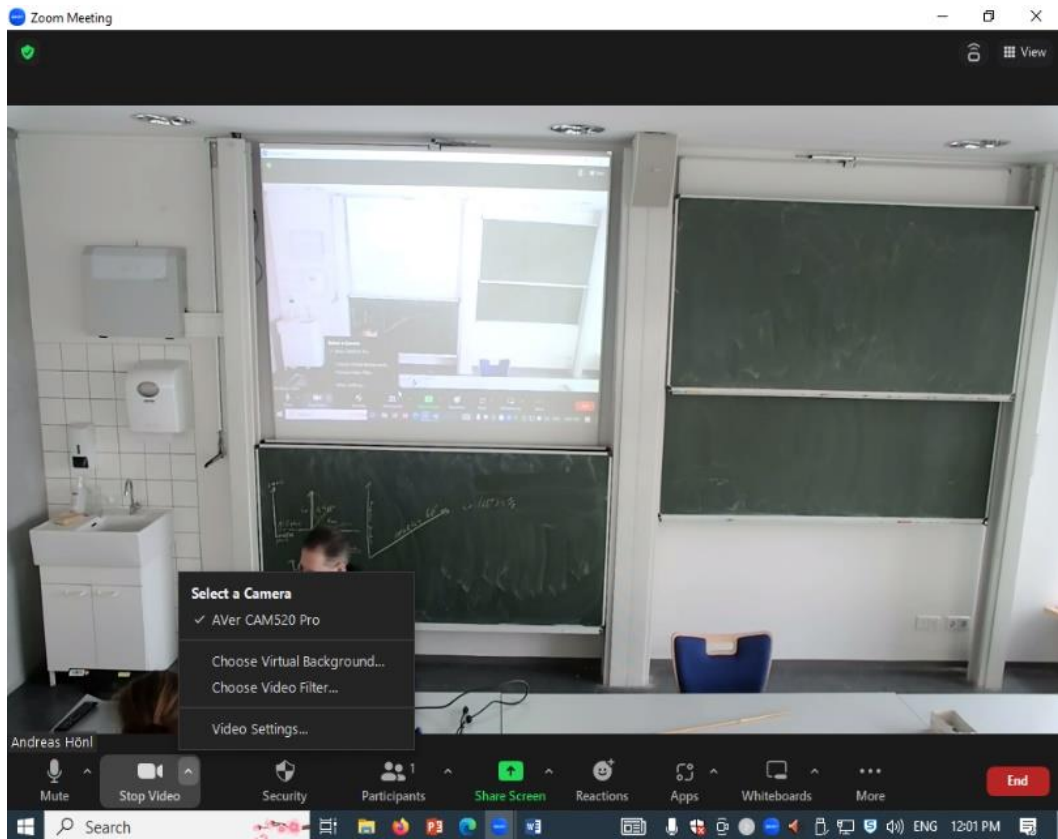 Zoom Meeting
View
Select a Camera
✓ AVer CAM520 Pro
Choose Virtual Background...
Choose Video Filter...
Video Settings...
Andreas Hönl
Mute
Stop Video
Security
Participants 1
Share Screen
Reactions
Apps
Whiteboards
More
End
Search
ENG 12:01 PM